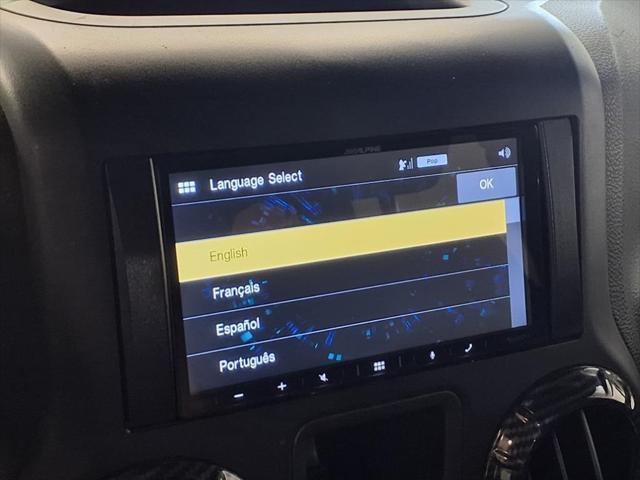 ALPINE
Language Select
Pop
OK
English
Français
Español
Português